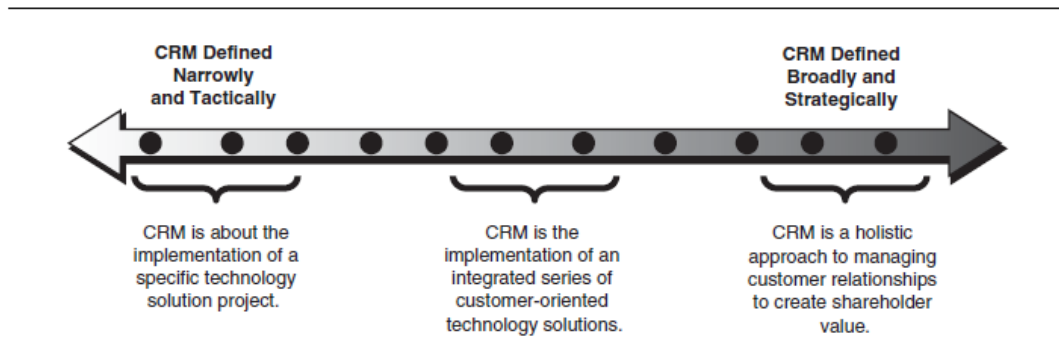 CRM Defined
Narrowly
and Tactically
CRM Defined
Broadly and
Strategically
CRM is about the
implementation of a
specific technology
solution project.
CRM is the
implementation of an
integrated series of
customer-oriented
technology solutions.
CRM is a holistic
approach to managing
customer relationships
to create shareholder
value.